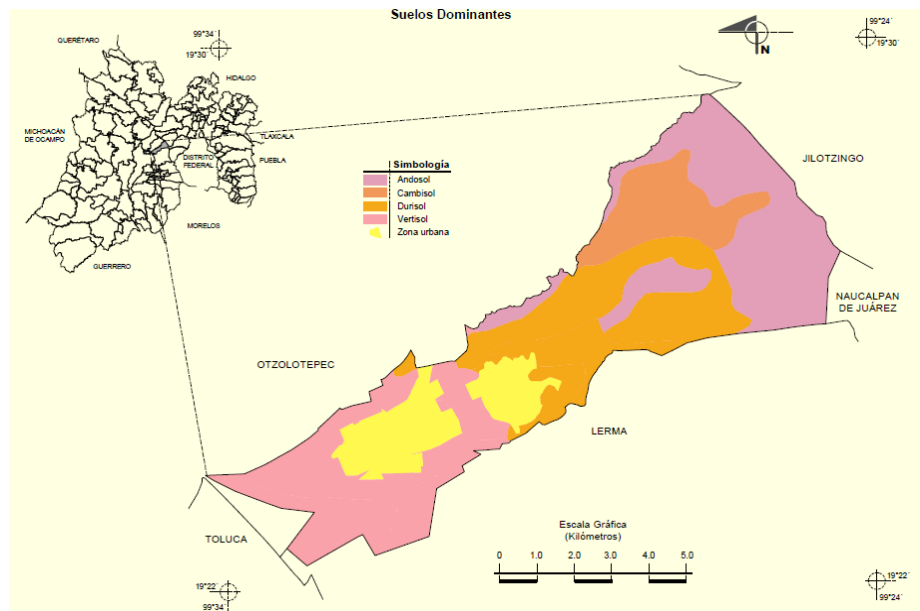 Suelos Dominantes
99°34´
19°30´
99°24´
19°30´
N
QUERÉTARO
HIDALGO
MICHOACÁN
DE OCAMPO
TLAXCALA
DISTRITO
FEDERAL
PUEBLA
MORELOS
GUERRERO
Simbología
Andosol
Cambisol
Durisol
Vertisol
Zona urbana
JILOTZINGO
NAUCALPAN
DE JUÁREZ
OTZOLOTEPEC
LERMA
TOLUCA
Escala Gráfica
(Kilómetros)
0 1.0 2.0 3.0 4.0 5.0
19°22´
99°34´
19°22´
99°24´